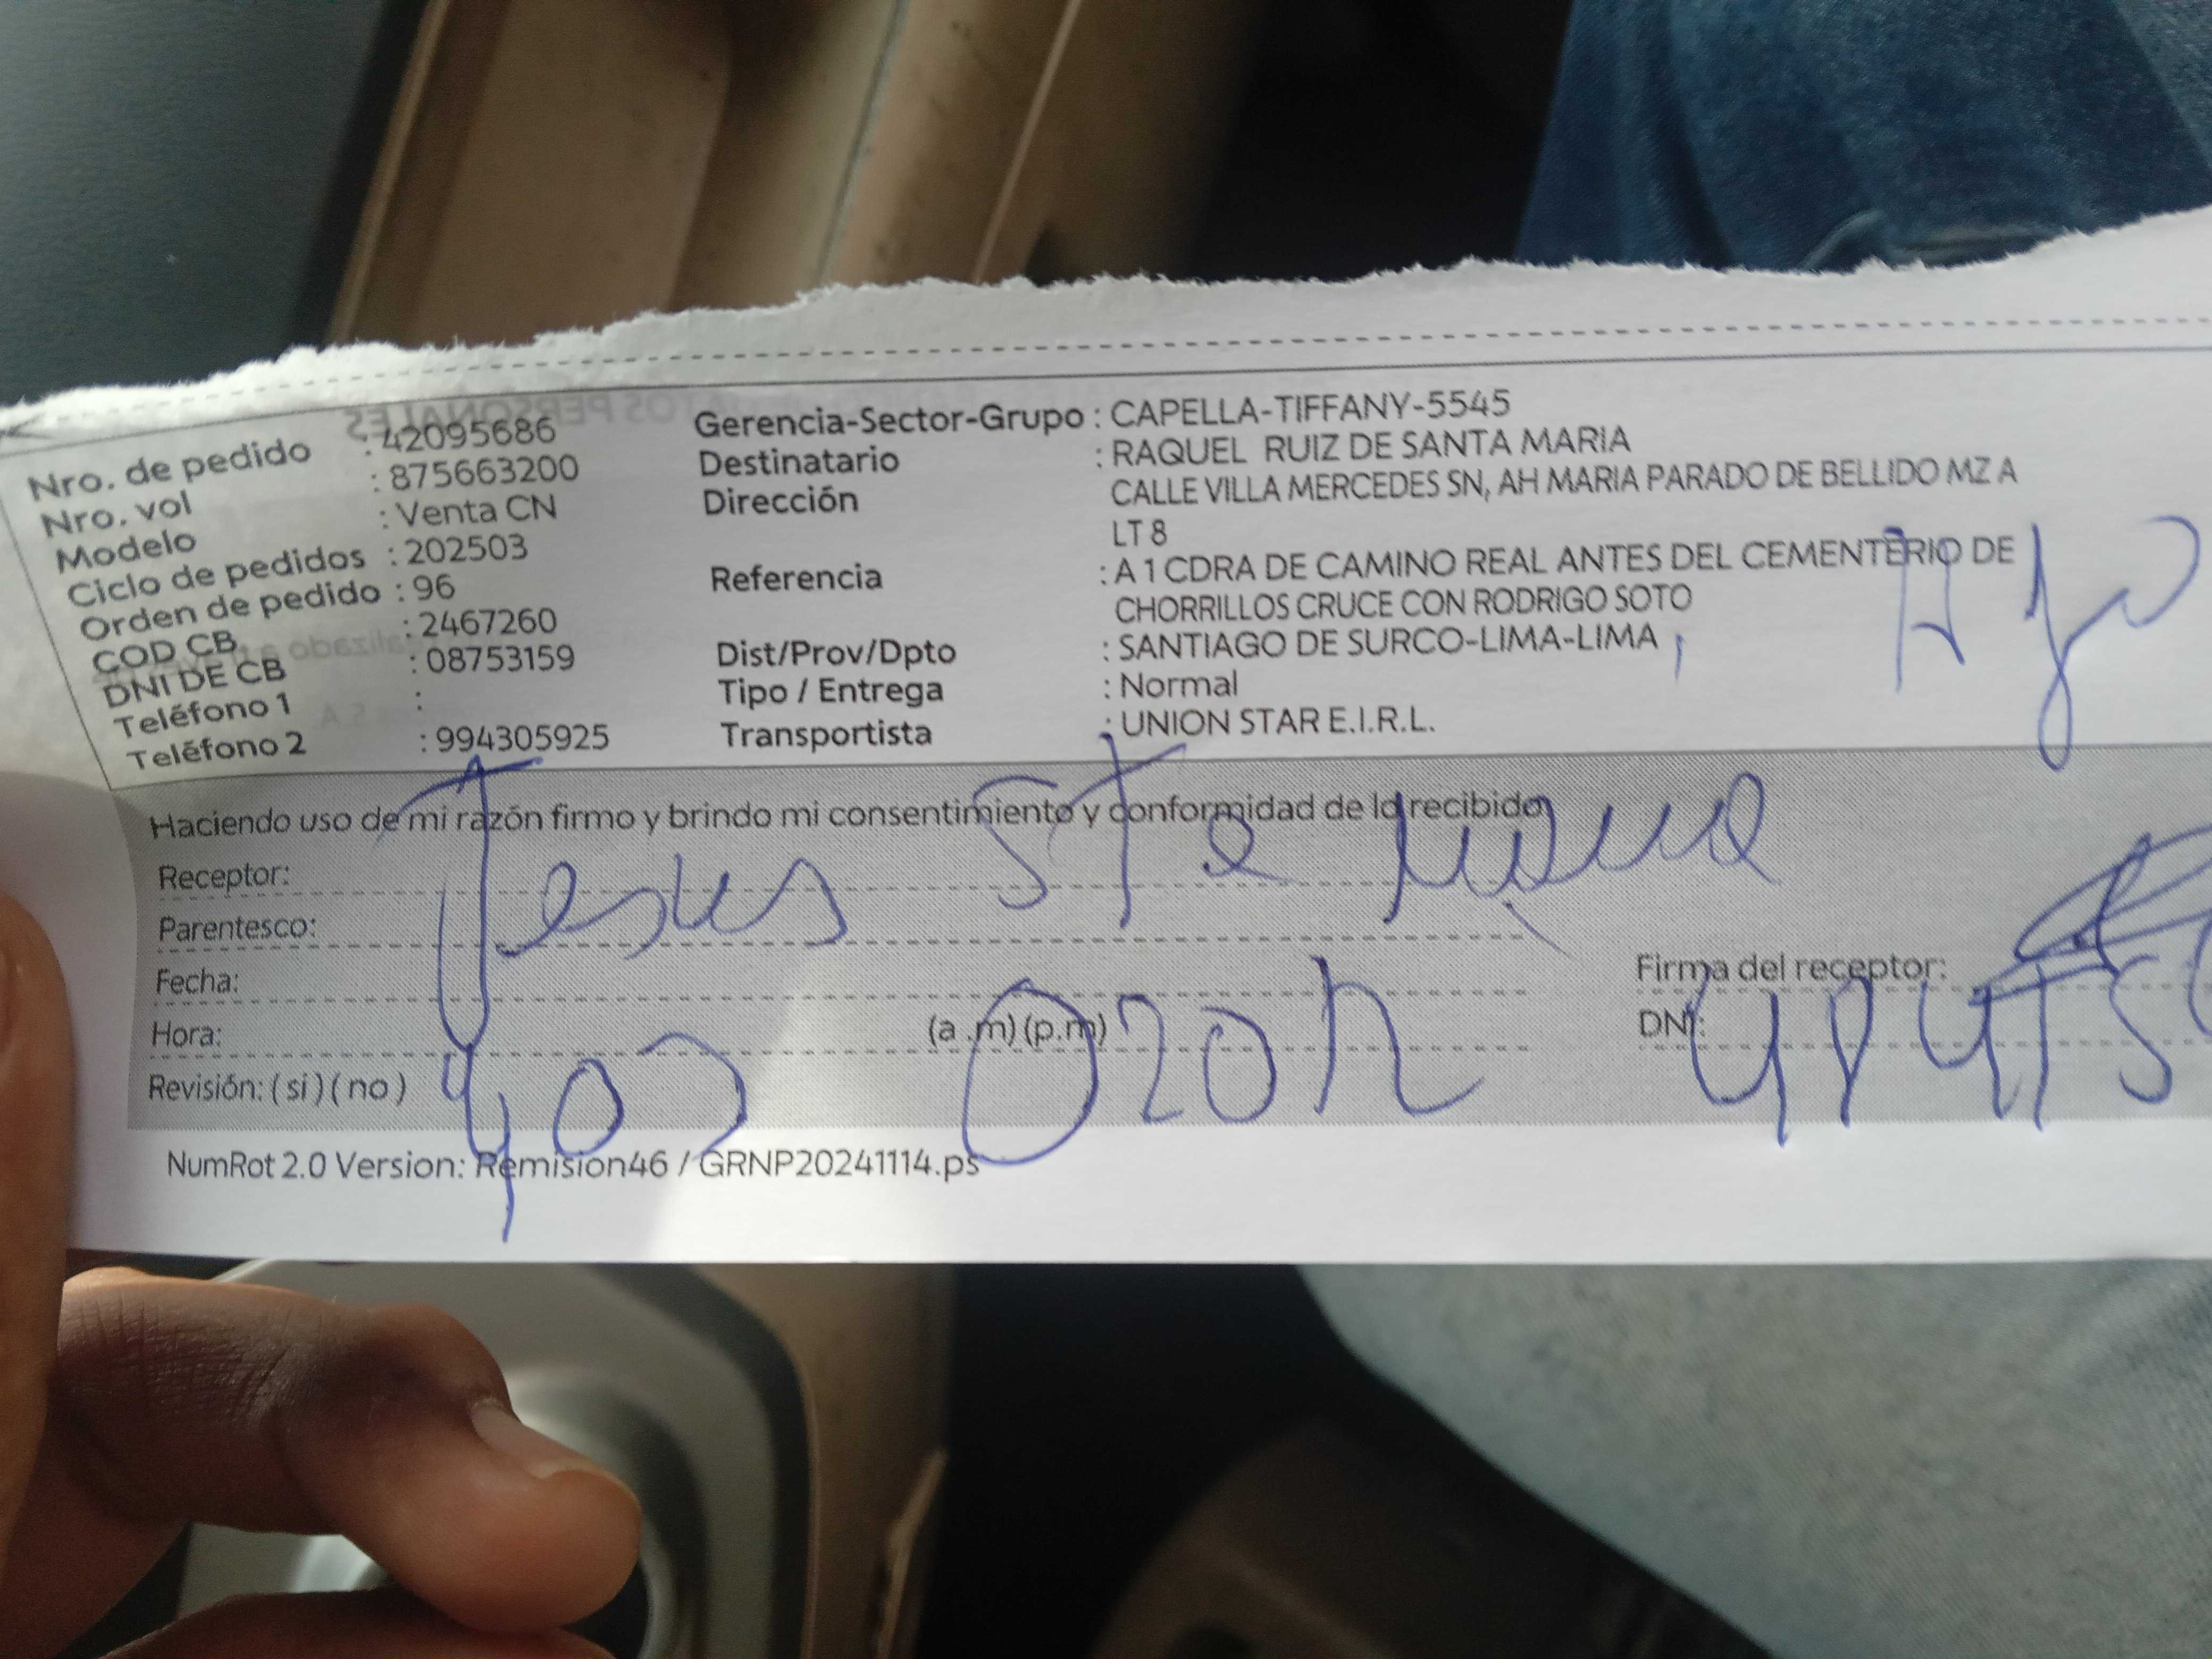 Nro. de pedido : 42095686
Nro. vol : 875663200
Modelo : Venta CN
Ciclo de pedidos : 202503
Orden de pedido : 96
COD CB : 2467260
DNI DE CB : 08753159
Teléfono 1 :
Teléfono 2 : 994305925
Gerencia-Sector-Grupo : CAPELLA-TIFFANY-5545
Destinatario : RAQUEL RUIZ DE SANTA MARIA
Dirección CALLE VILLA MERCEDES SN, AH MARIA PARADO DE BELLIDO MZ A
LT 8
Referencia : A 1 CDRA DE CAMINO REAL ANTES DEL CEMENTERIO DE
CHORRILLOS CRUCE CON RODRIGO SOTO
Dist/Prov/Dpto : SANTIAGO DE SURCO-LIMA-LIMA
Tipo / Entrega : Normal
Transportista : UNION STAR E.I.R.L.
Haciendo uso de mi razón firmo y brindo mi consentimiento y conformidad de lo recibido
Receptor: Jesus Sta
Parentesco:
Fecha:
Hora: (a .m) (p.m)
Revisión: ( si ) ( no )
Firma del receptor:
DNI:
NumRot 2.0 Version: Remision46 / GRNP20241114.ps